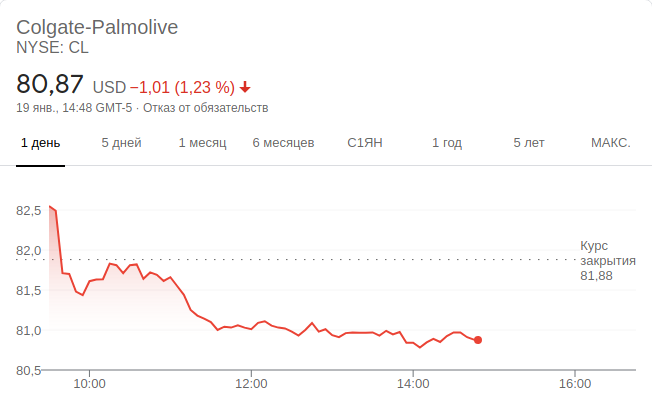 Colgate-Palmolive
NYSE: CL
80,87 USD −1,01 (1,23 %)
19 янв., 14:48 GMT-5 · Отказ от обязательств
1 день 5 дней 1 месяц 6 месяцев С1ЯН 1 год 5 лет МАКС.
82,5
82,0
81,5
81,0
80,5
Курс
закрытия
81,88
10:00 12:00 14:00 16:00